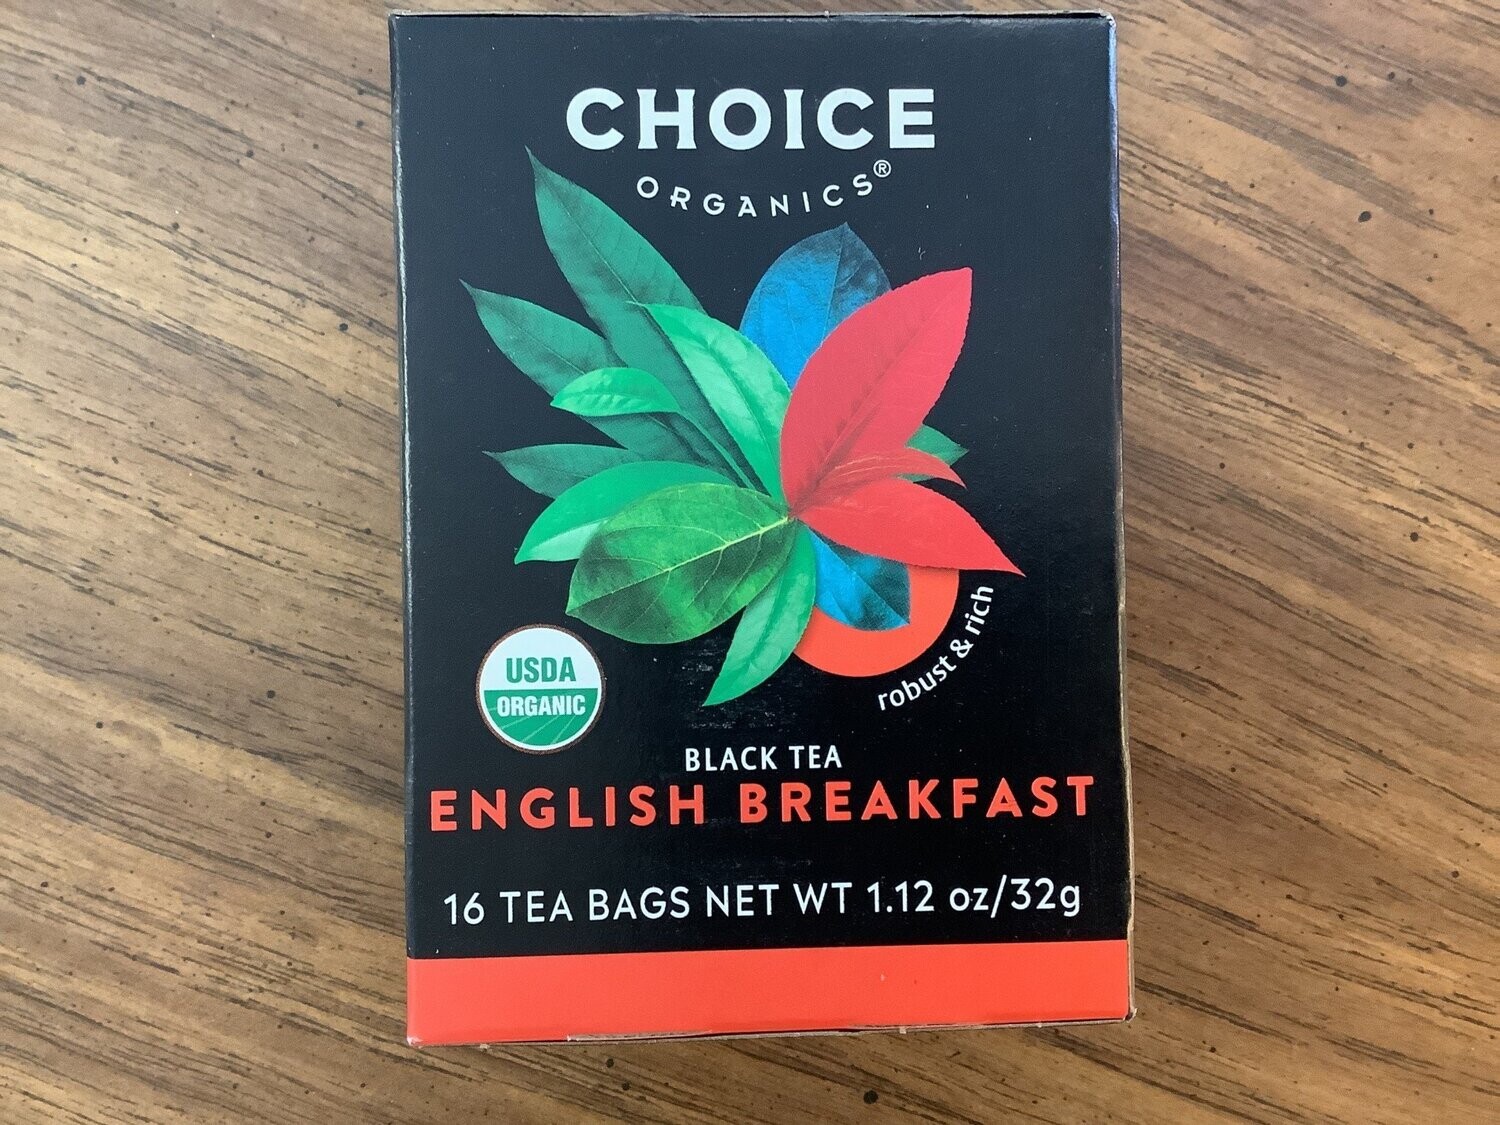 CHOICE
ORGANICS®
robust & rich
USDA
ORGANIC
BLACK TEA
ENGLISH BREAKFAST
16 TEA BAGS NET WT 1.12 oz/32g